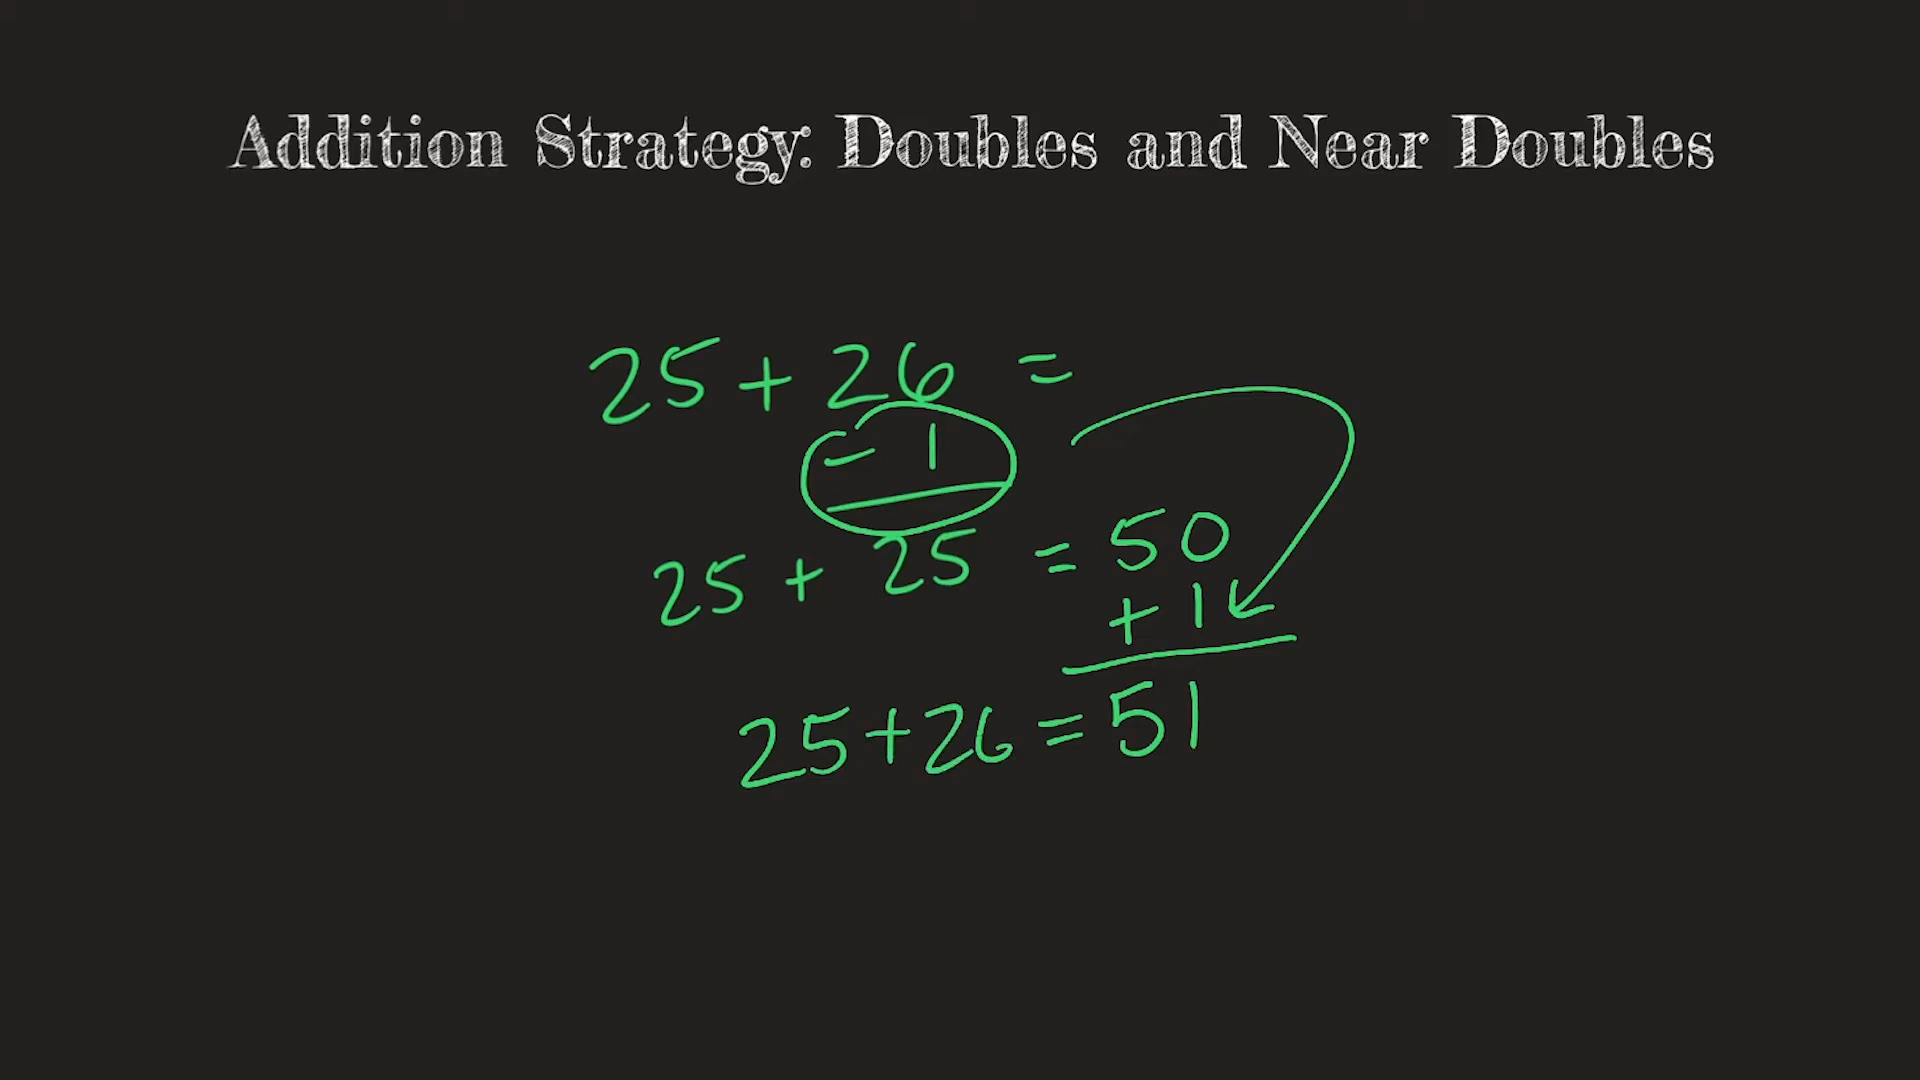 Addition Strategy: Doubles and Near Doubles
25 + 26 =
- 1
25 + 25 = 50
+ 1
25 + 26 = 51